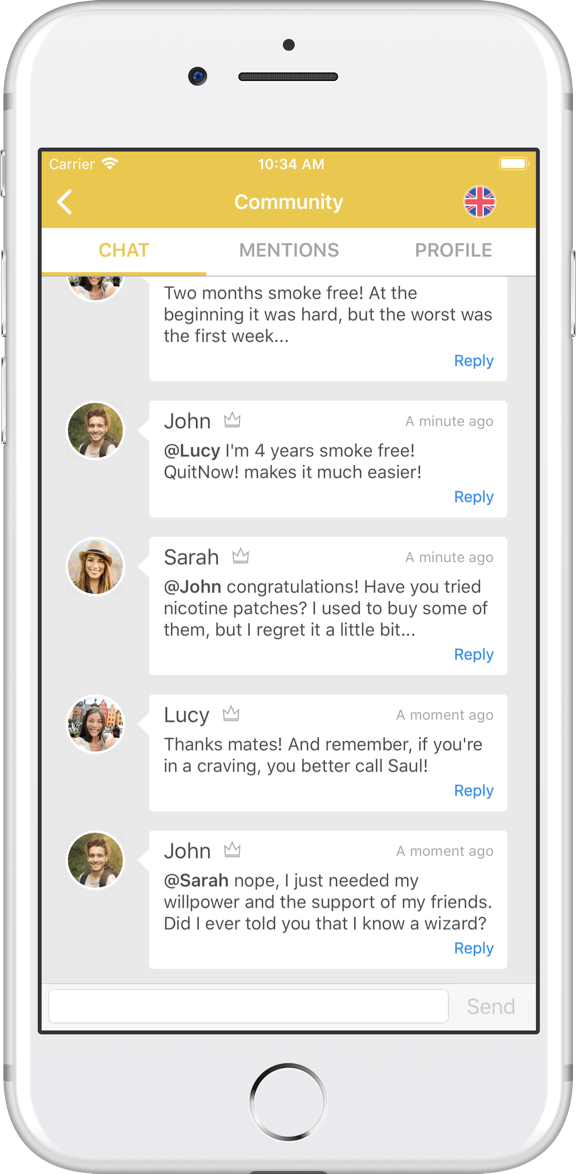 Carrier
10:34 AM
Community
CHAT
MENTIONS
PROFILE
Two months smoke free! At the
beginning it was hard, but the worst was
the first week...
Reply
John
A minute ago
@Lucy I'm 4 years smoke free!
QuitNow! makes it much easier!
Reply
Sarah
A minute ago
@John congratulations! Have you tried
nicotine patches? I used to buy some of
them, but I regret it a little bit...
Reply
Lucy
A moment ago
Thanks mates! And remember, if you're
in a craving, you better call Saul!
Reply
John
A moment ago
@Sarah nope, I just needed my
willpower and the support of my friends.
Did I ever told you that I know a wizard?
Reply
Send